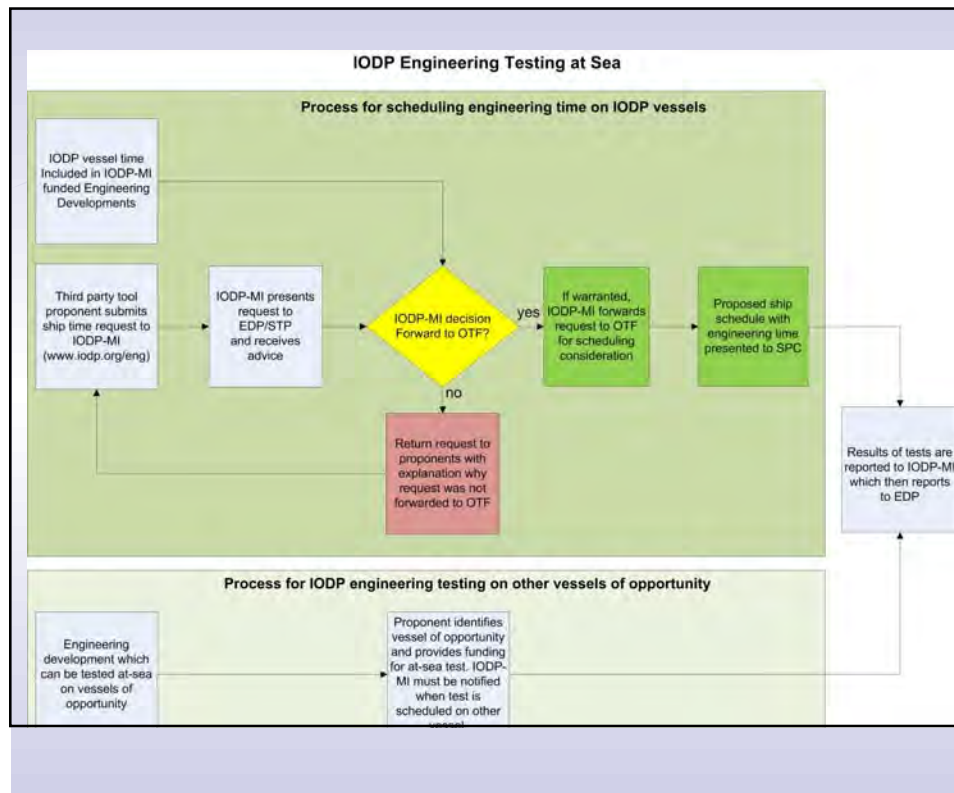 IODP Engineering Testing at Sea
Process for scheduling engineering time on IODP vessels
IODP vessel time
Included in IODP-MI
funded Engineering
Developments
Third party tool
proponent submits
ship time request to
IODP-MI
(www.iodp.org/eng)
IODP-MI presents
request to
EDP/STP
and receives
advice
IODP-MI decision
Forward to OTF?
yes
If warranted,
IODP-MI forwards
request to OTF
for scheduling
consideration
Proposed ship
schedule with
engineering time
presented to SPC
no
Return request to
proponents with
explanation why
request was not
forwarded to OTF
Results of tests are
reported to IODP-MI
which then reports
to EDP
Process for IODP engineering testing on other vessels of opportunity
Engineering
development which
can be tested at-sea
on vessels of
opportunity
Proponent identifies
vessel of opportunity
and provides funding
for at-sea test. IODP-
MI must be notified
when test is
scheduled on other